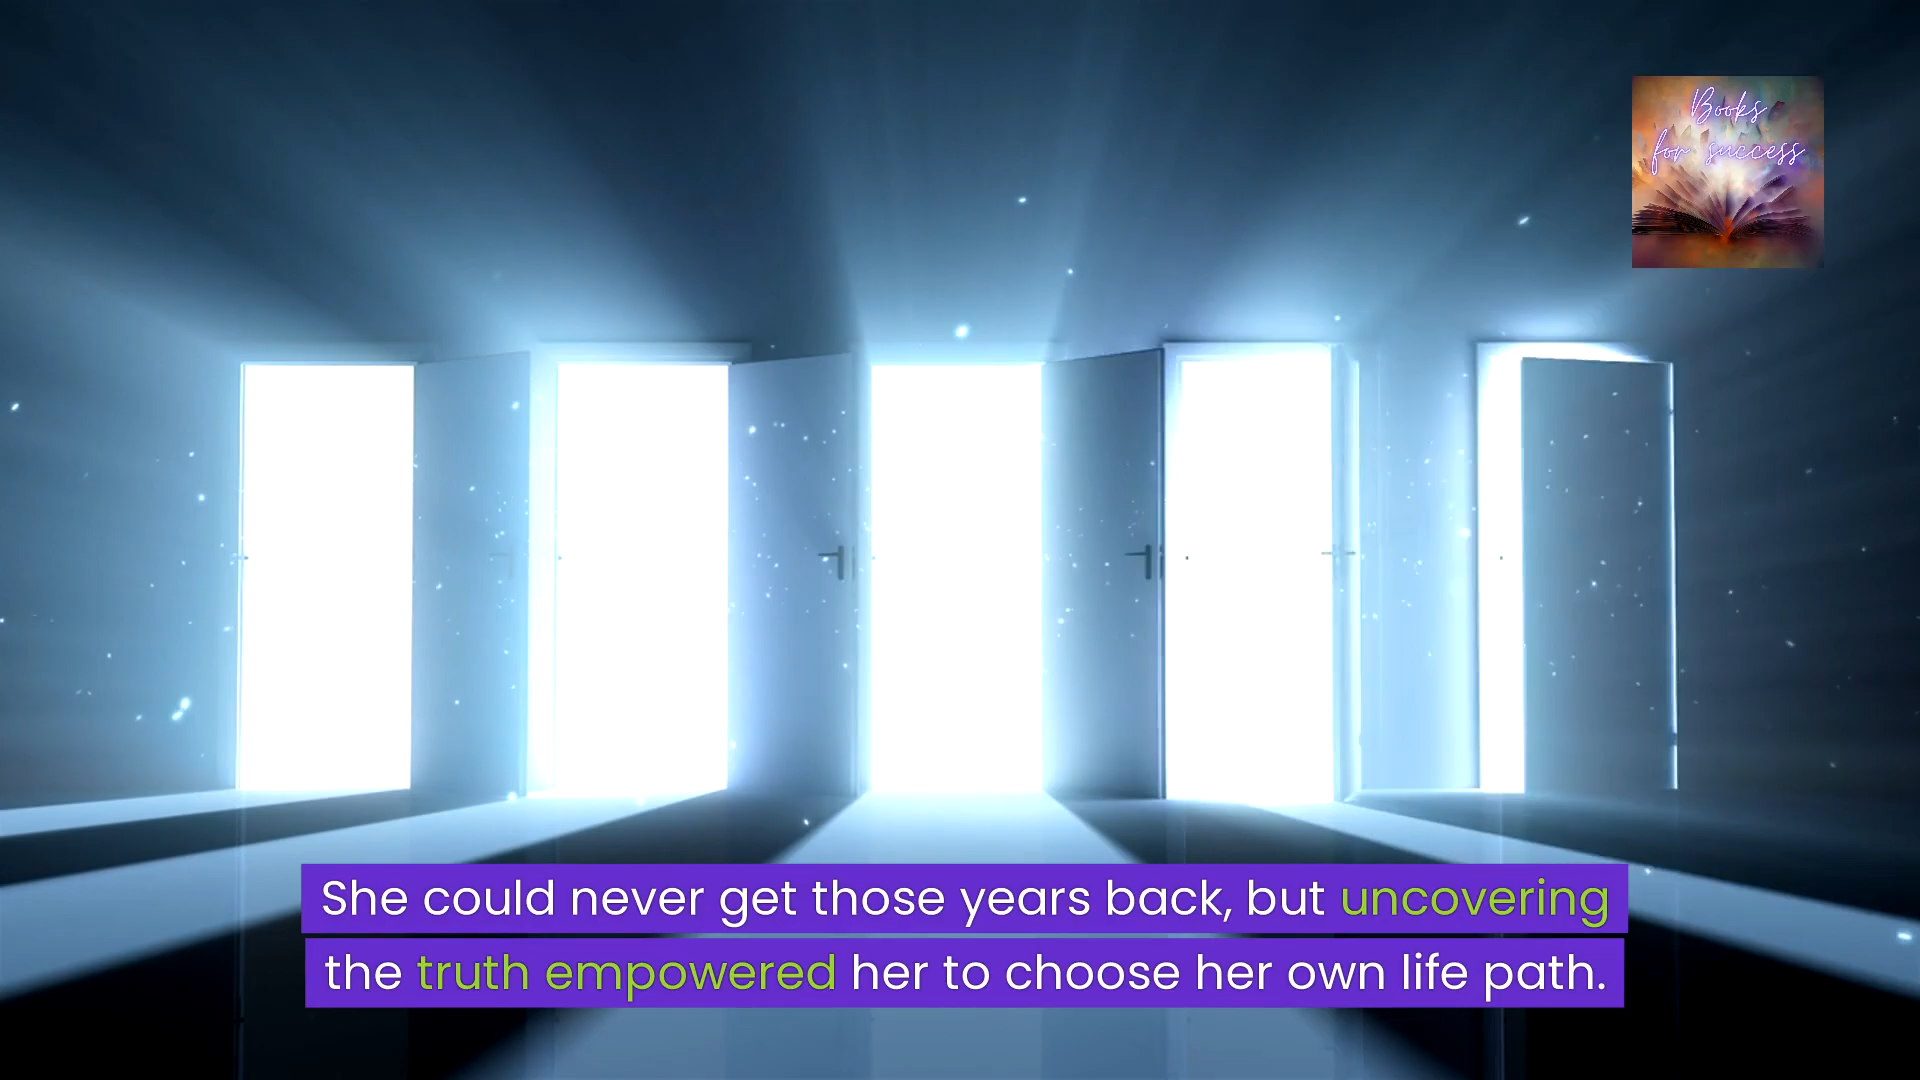 Books
for success
She could never get those years back, but uncovering
the truth empowered her to choose her own life path.